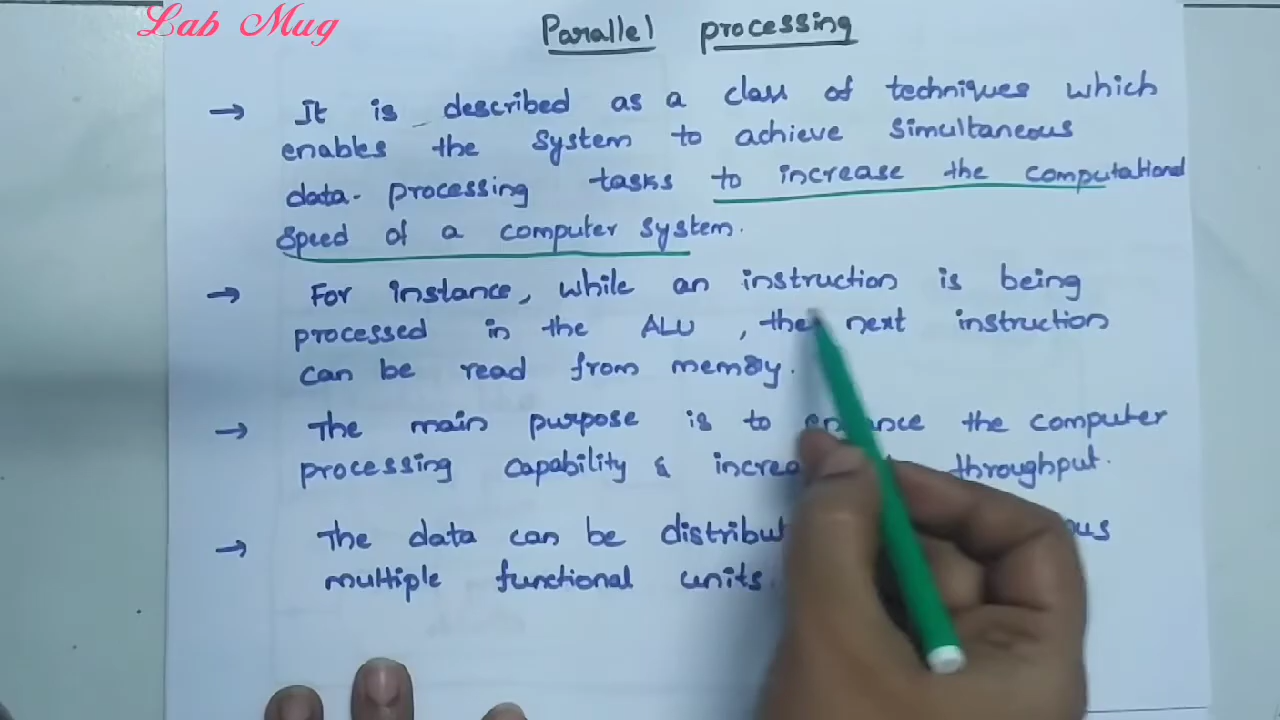 Lab Mug
Parallel processing
→ It is described as a class of techniques which
enables the system to achieve simultaneous
data-processing tasks to increase the computational
speed of a computer system.
→ For instance, while an instruction is being
processed in the ALU, the next instruction
can be read from memory.
→ The main purpose is to enhance the computer
processing capability & increase throughput.
→ The data can be
multiple functional units.